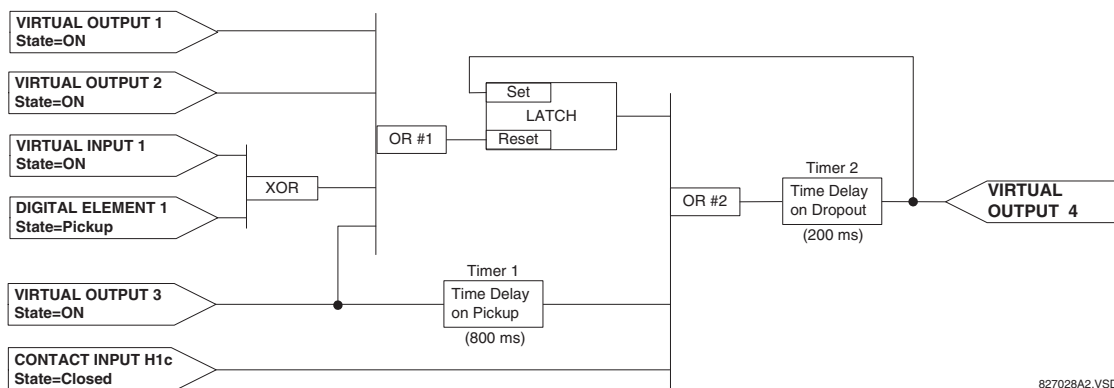 VIRTUAL OUTPUT 1
State=ON
VIRTUAL OUTPUT 2
State=ON
VIRTUAL INPUT 1
State=ON
DIGITAL ELEMENT 1
State=Pickup
VIRTUAL OUTPUT 3
State=ON
CONTACT INPUT H1c
State=Closed
XOR
OR #1
Set
LATCH
Reset
Timer 1
Time Delay
on Pickup
(800 ms)
OR #2
Timer 2
Time Delay
on Dropout
(200 ms)
VIRTUAL
OUTPUT 4
827028A2.VSD